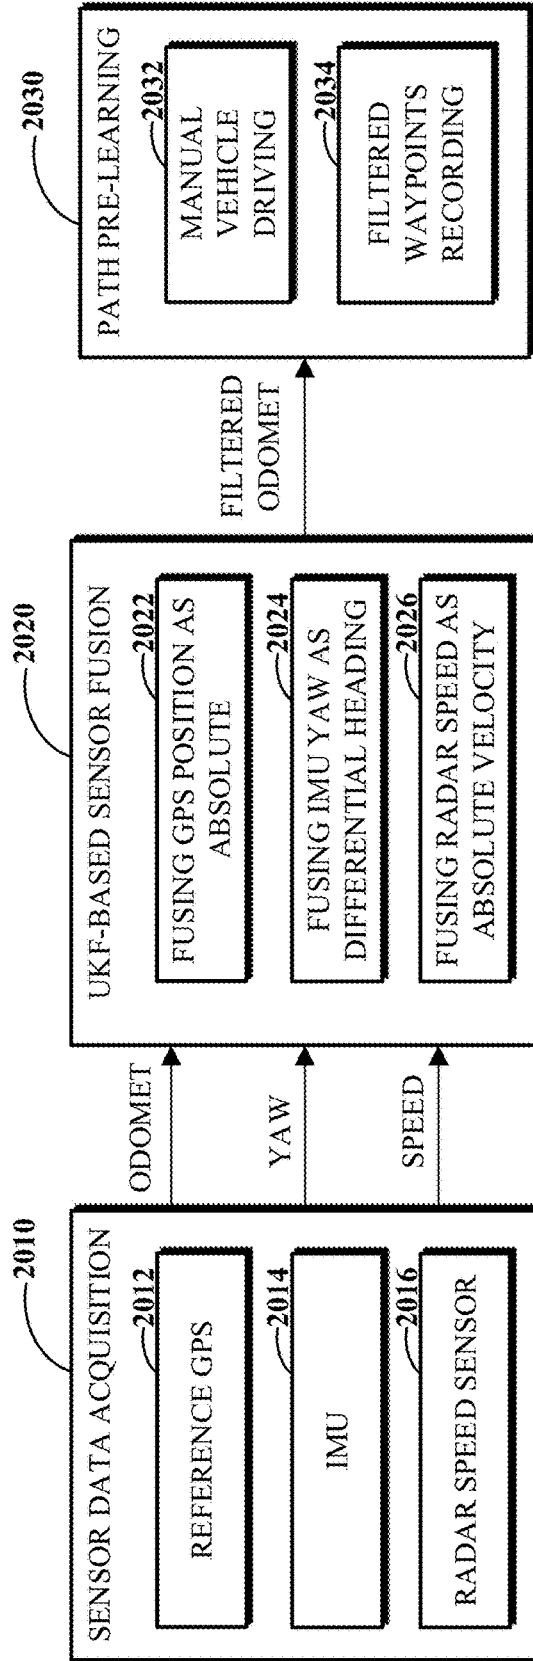 2010
SENSOR DATA ACQUISITION
2012
REFERENCE GPS
2014
IMU
2016
RADAR SPEED SENSOR
ODOMET
YAW
SPEED
2020
UKF-BASED SENSOR FUSION
2022
FUSING GPS POSITION AS
ABSOLUTE
2024
FUSING IMU YAW AS
DIFFERENTIAL HEADING
2026
FUSING RADAR SPEED AS
ABSOLUTE VELOCITY
FILTERED
ODOMET
2030
PATH PRE-LEARNING
2032
MANUAL
VEHICLE
DRIVING
2034
FILTERED
WAYPOINTS
RECORDING